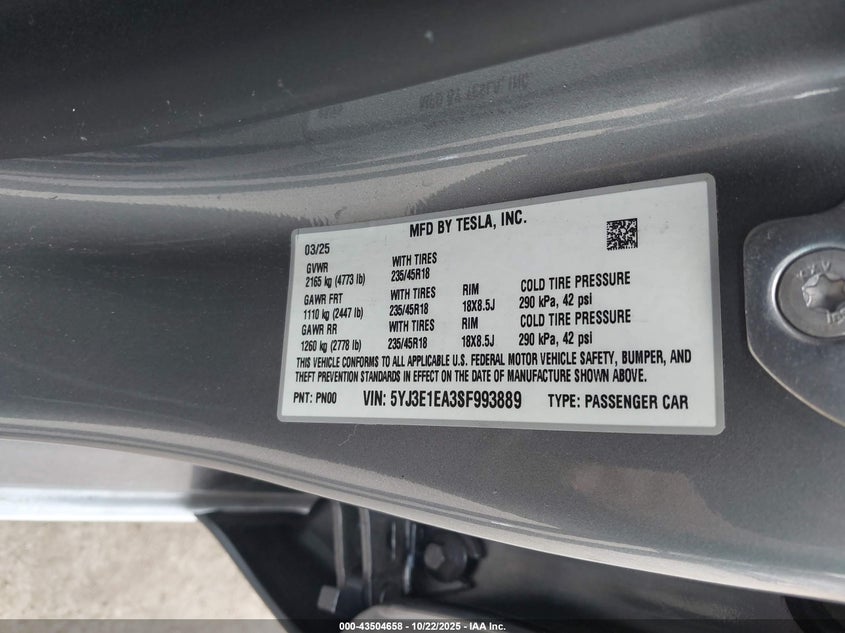 MFD BY TESLA, INC.
03/25
GVWR WITH TIRES
2165 kg (4773 lb) 235/45R18
GAWR FRT WITH TIRES RIM COLD TIRE PRESSURE
1110 kg (2447 lb) 235/45R18 18X8.5J 290 kPa, 42 psi
GAWR RR WITH TIRES RIM COLD TIRE PRESSURE
1260 kg (2778 lb) 235/45R18 18X8.5J 290 kPa, 42 psi
THIS VEHICLE CONFORMS TO ALL APPLICABLE U.S. FEDERAL MOTOR VEHICLE SAFETY, BUMPER, AND
THEFT PREVENTION STANDARDS IN EFFECT ON THE DATE OF MANUFACTURE SHOWN ABOVE.
PNT: PN00 VIN: 5YJ3E1EA3SF993889 TYPE: PASSENGER CAR
000-43504658 - 10/22/2025 - IAA Inc.